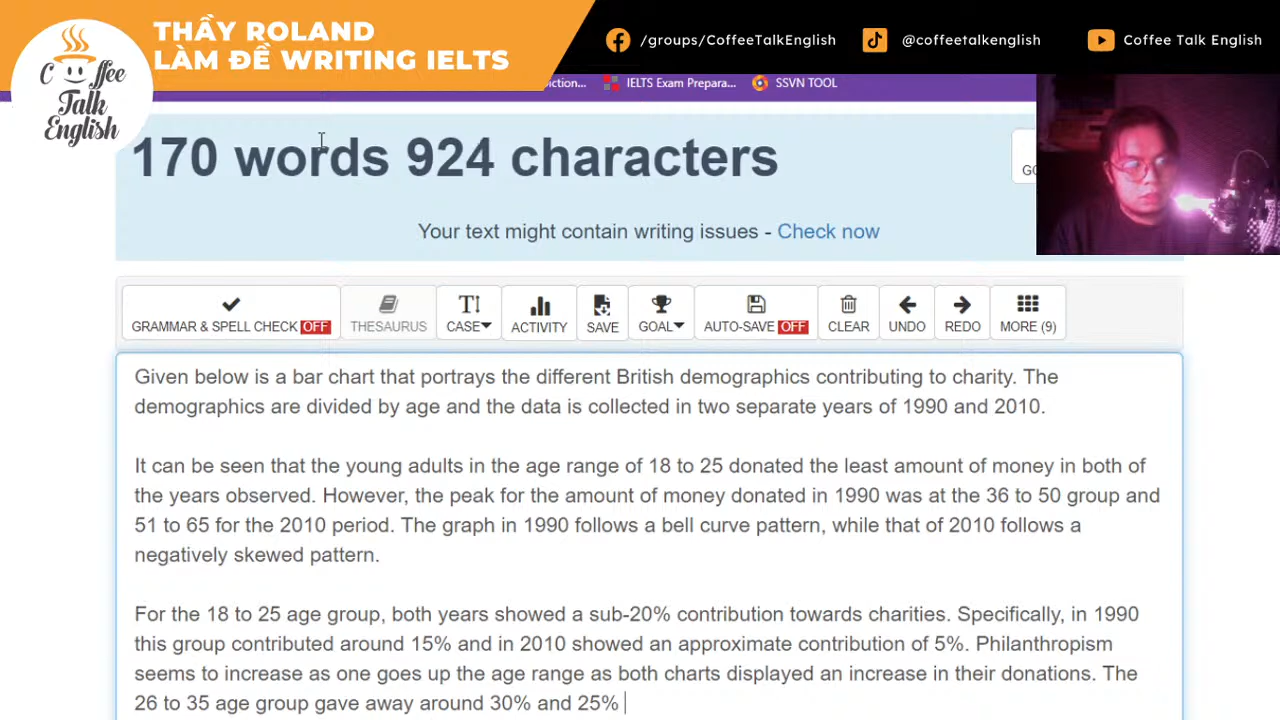 THẦY ROLAND
LÀM ĐỀ WRITING IELTS
/groups/CoffeeTalkEnglish
@coffeetalkenglish
Coffee Talk English
Coffee
Talk
English
iction... IELTS Exam Prepara... SSVN TOOL
170 words 924 characters
GO
Your text might contain writing issues - Check now
GRAMMAR & SPELL CHECK OFF
THESAURUS
CASE
ACTIVITY
SAVE
GOAL
AUTO-SAVE OFF
CLEAR
UNDO
REDO
MORE (9)
Given below is a bar chart that portrays the different British demographics contributing to charity. The
demographics are divided by age and the data is collected in two separate years of 1990 and 2010.
It can be seen that the young adults in the age range of 18 to 25 donated the least amount of money in both of
the years observed. However, the peak for the amount of money donated in 1990 was at the 36 to 50 group and
51 to 65 for the 2010 period. The graph in 1990 follows a bell curve pattern, while that of 2010 follows a
negatively skewed pattern.
For the 18 to 25 age group, both years showed a sub-20% contribution towards charities. Specifically, in 1990
this group contributed around 15% and in 2010 showed an approximate contribution of 5%. Philanthropism
seems to increase as one goes up the age range as both charts displayed an increase in their donations. The
26 to 35 age group gave away around 30% and 25%